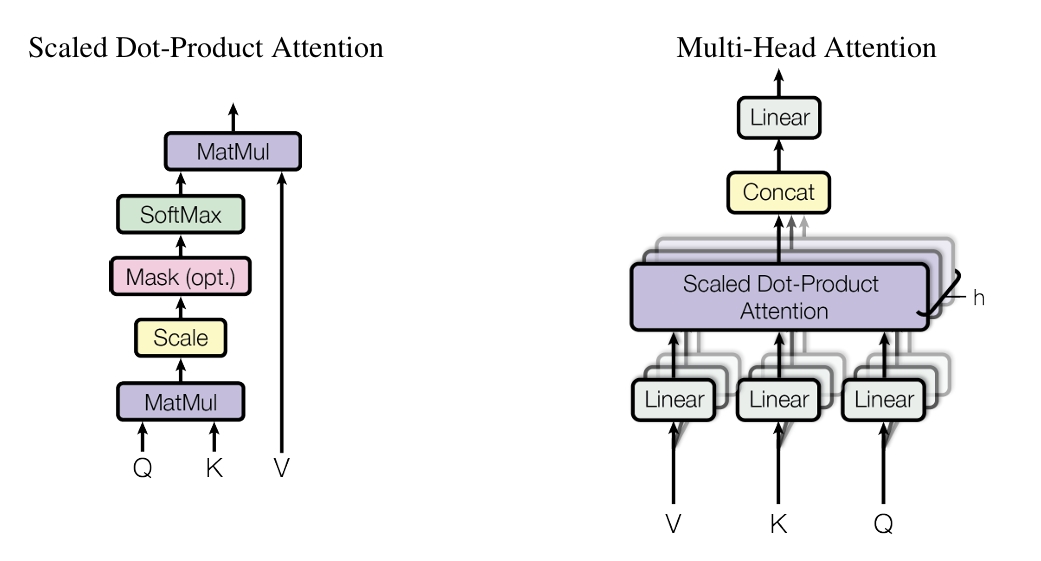 Scaled Dot-Product Attention
MatMul
SoftMax
Mask (opt.)
Scale
MatMul
Q K V
Multi-Head Attention
Linear
Concat
Scaled Dot-Product
Attention
h
Linear Linear Linear
V K Q